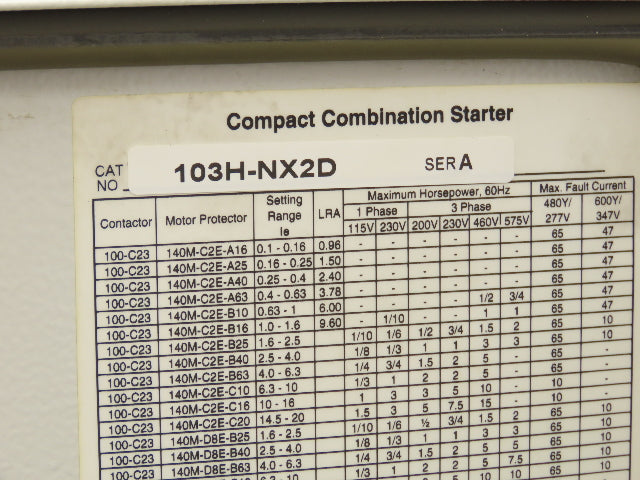 Compact Combination Starter
CAT NO 103H-NX2D SER A
Contactor Motor Protector Setting Range Ie LRA Maximum Horsepower, 60Hz Max. Fault Current
1 Phase 3 Phase 480Y/277V 600Y/347V
115V 230V 200V 230V 460V 575V
100-C23 140M-C2E-A16 0.1 - 0.16 0.96 - - - - - - 65 47
100-C23 140M-C2E-A25 0.16 - 0.25 1.50 - - - - - - 65 47
100-C23 140M-C2E-A40 0.25 - 0.4 2.40 - - - - - - 65 47
100-C23 140M-C2E-A63 0.4 - 0.63 3.78 - - - - - - 65 47
100-C23 140M-C2E-B10 0.63 - 1 6.00 - - - - 1/2 3/4 65 47
100-C23 140M-C2E-B16 1.0 - 1.6 9.60 - 1/10 - - 1 1 65 47
100-C23 140M-C2E-B25 1.6 - 2.5 1/10 1/6 1/2 3/4 1.5 2 65 10
100-C23 140M-C2E-B40 2.5 - 4.0 1/8 1/3 1 1 3 3 65 10
100-C23 140M-C2E-B63 4.0 - 6.3 1/4 3/4 1.5 2 5 - 65 -
100-C23 140M-C2E-C10 6.3 - 10 1/3 1 2 2 5 - 65 -
100-C23 140M-C2E-C16 10 - 16 1 3 3 5 10 - 10 -
100-C23 140M-C2E-C20 14.5 - 20 1.5 3 5 7.5 15 - 10 -
100-C23 140M-D8E-B25 1.6 - 2.5 1/10 1/6 ½ 3/4 1.5 2 65 10
100-C23 140M-D8E-B40 2.5 - 4.0 1/8 1/3 1 1 3 3 65 10
100-C23 140M-D8E-B63 4.0 - 6.3 1/4 3/4 1.5 2 5 5 65 10
1/3 1 2 2 5 7.5 65 10